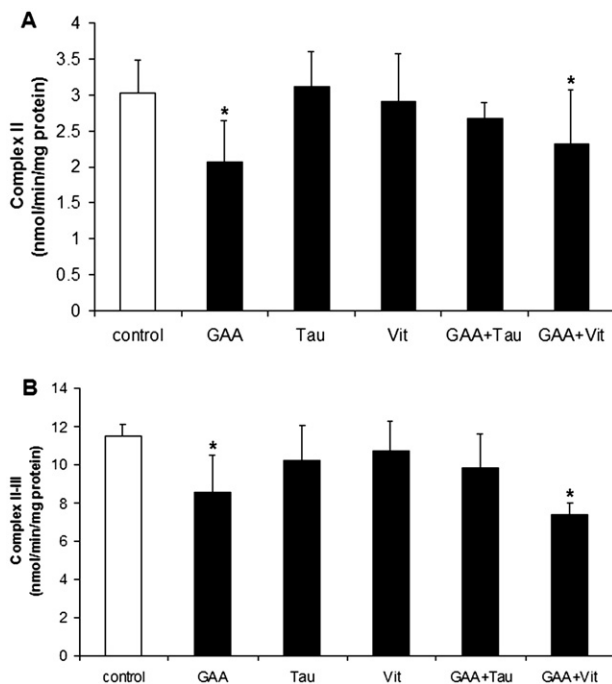 A
Complex II
(nmol/min/mg protein)
4
3.5
3
2.5
2
1.5
1
0.5
0
*
*
control GAA Tau Vit GAA+Tau GAA+Vit
B
Complex II-III
(nmol/min/mg protein)
14
12
10
8
6
4
2
0
*
*
control GAA Tau Vit GAA+Tau GAA+Vit